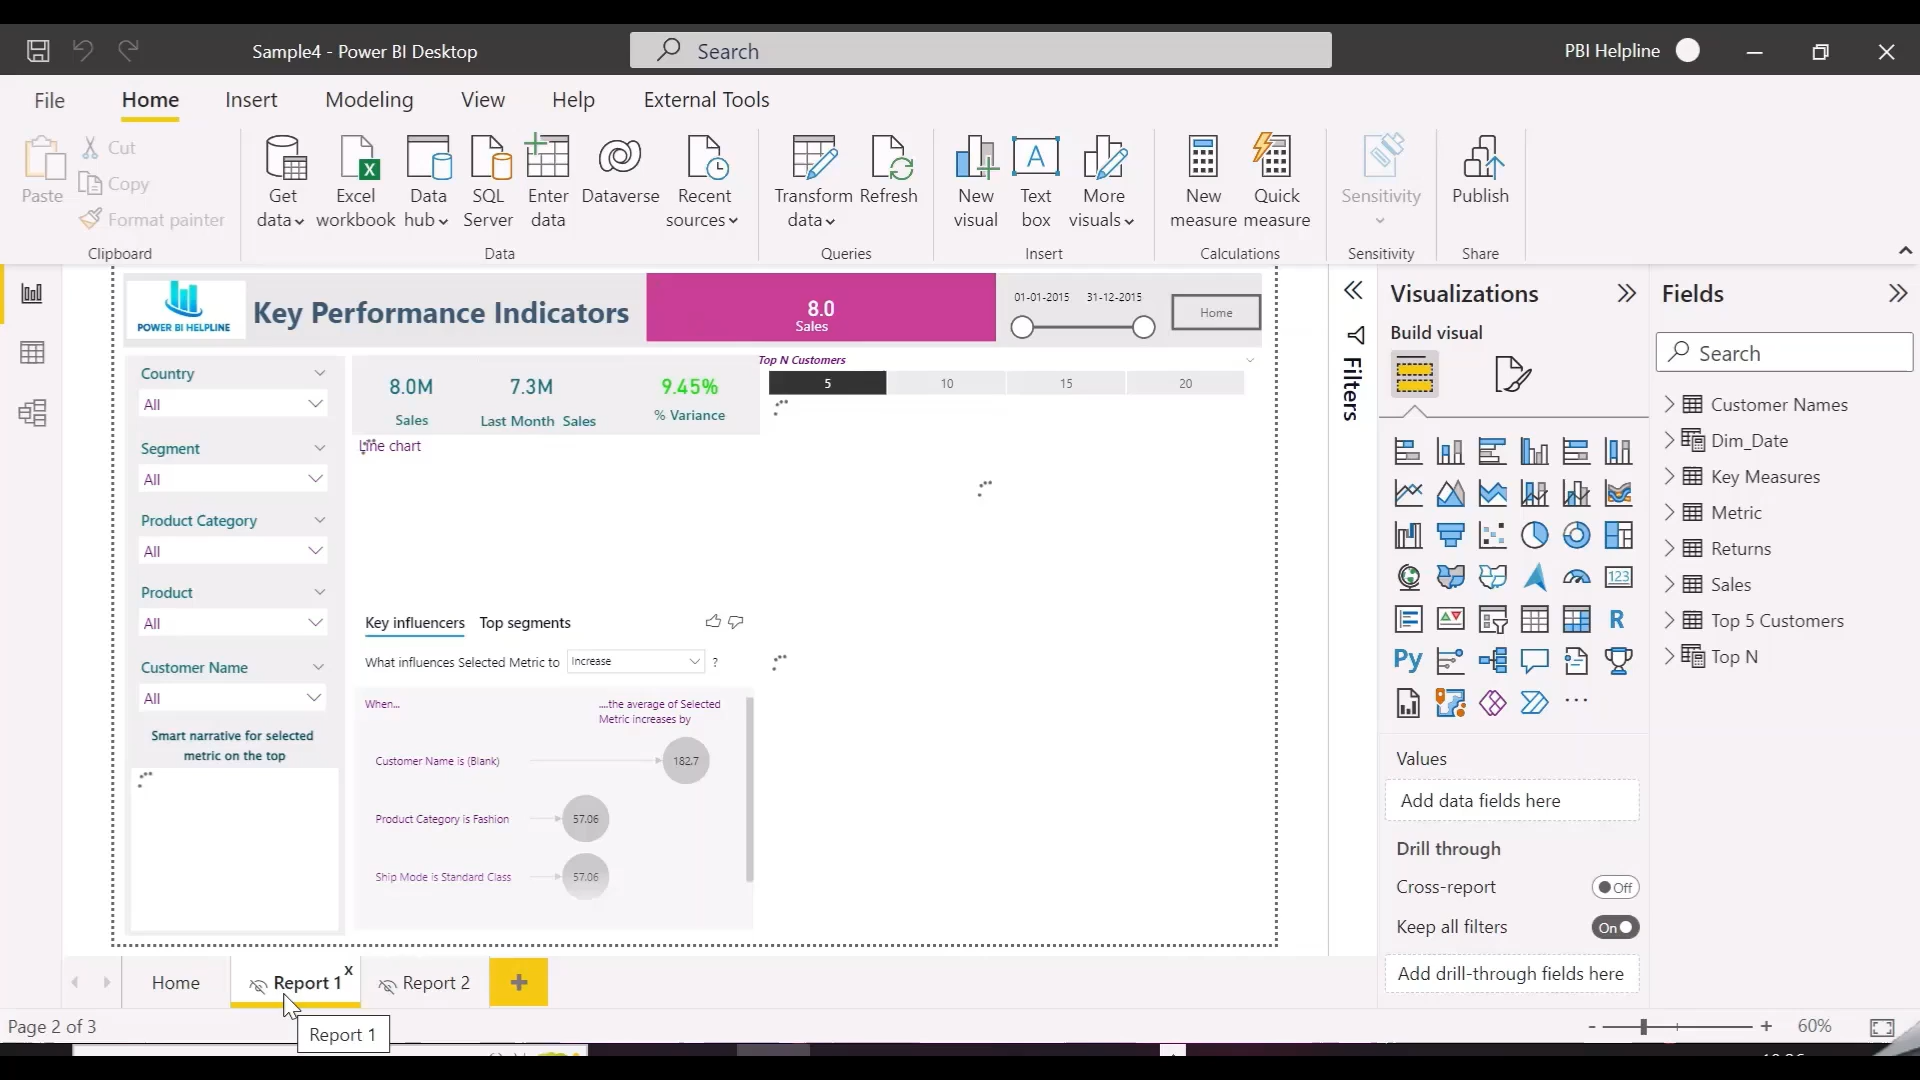 Sample4 - Power BI Desktop
Search
PBI Helpline
File
Home
Insert
Modeling
View
Help
External Tools
Paste
Cut
Copy
Format painter
Clipboard
Get data
Excel workbook
Data hub
SQL Server
Enter data
Dataverse
Recent sources
Data
Transform data
Refresh
Queries
New visual
Text box
More visuals
Insert
New measure
Quick measure
Calculations
Sensitivity
Sensitivity
Publish
Share
POWER BI HELPLINE
Key Performance Indicators
8.0
Sales
01-01-2015
31-12-2015
Home
Country
All
Segment
All
Product Category
All
Product
All
Customer Name
All
Smart narrative for selected
metric on the top
8.0M
Sales
7.3M
Last Month Sales
9.45%
% Variance
Line chart
Top N Customers
5
10
15
20
Key influencers
Top segments
What influences Selected Metric to
Increase
?
When...
....the average of Selected
Metric increases by
Customer Name is (Blank)
182.7
Product Category is Fashion
57.06
Ship Mode is Standard Class
57.06
Filters
Visualizations
Build visual
123
R
Py
Values
Add data fields here
Drill through
Cross-report
Off
Keep all filters
On
Add drill-through fields here
Fields
Search
Customer Names
Dim_Date
Key Measures
Metric
Returns
Sales
Top 5 Customers
Top N
Home
Report 1
x
Report 2
+
Report 1
Page 2 of 3
- +
60%